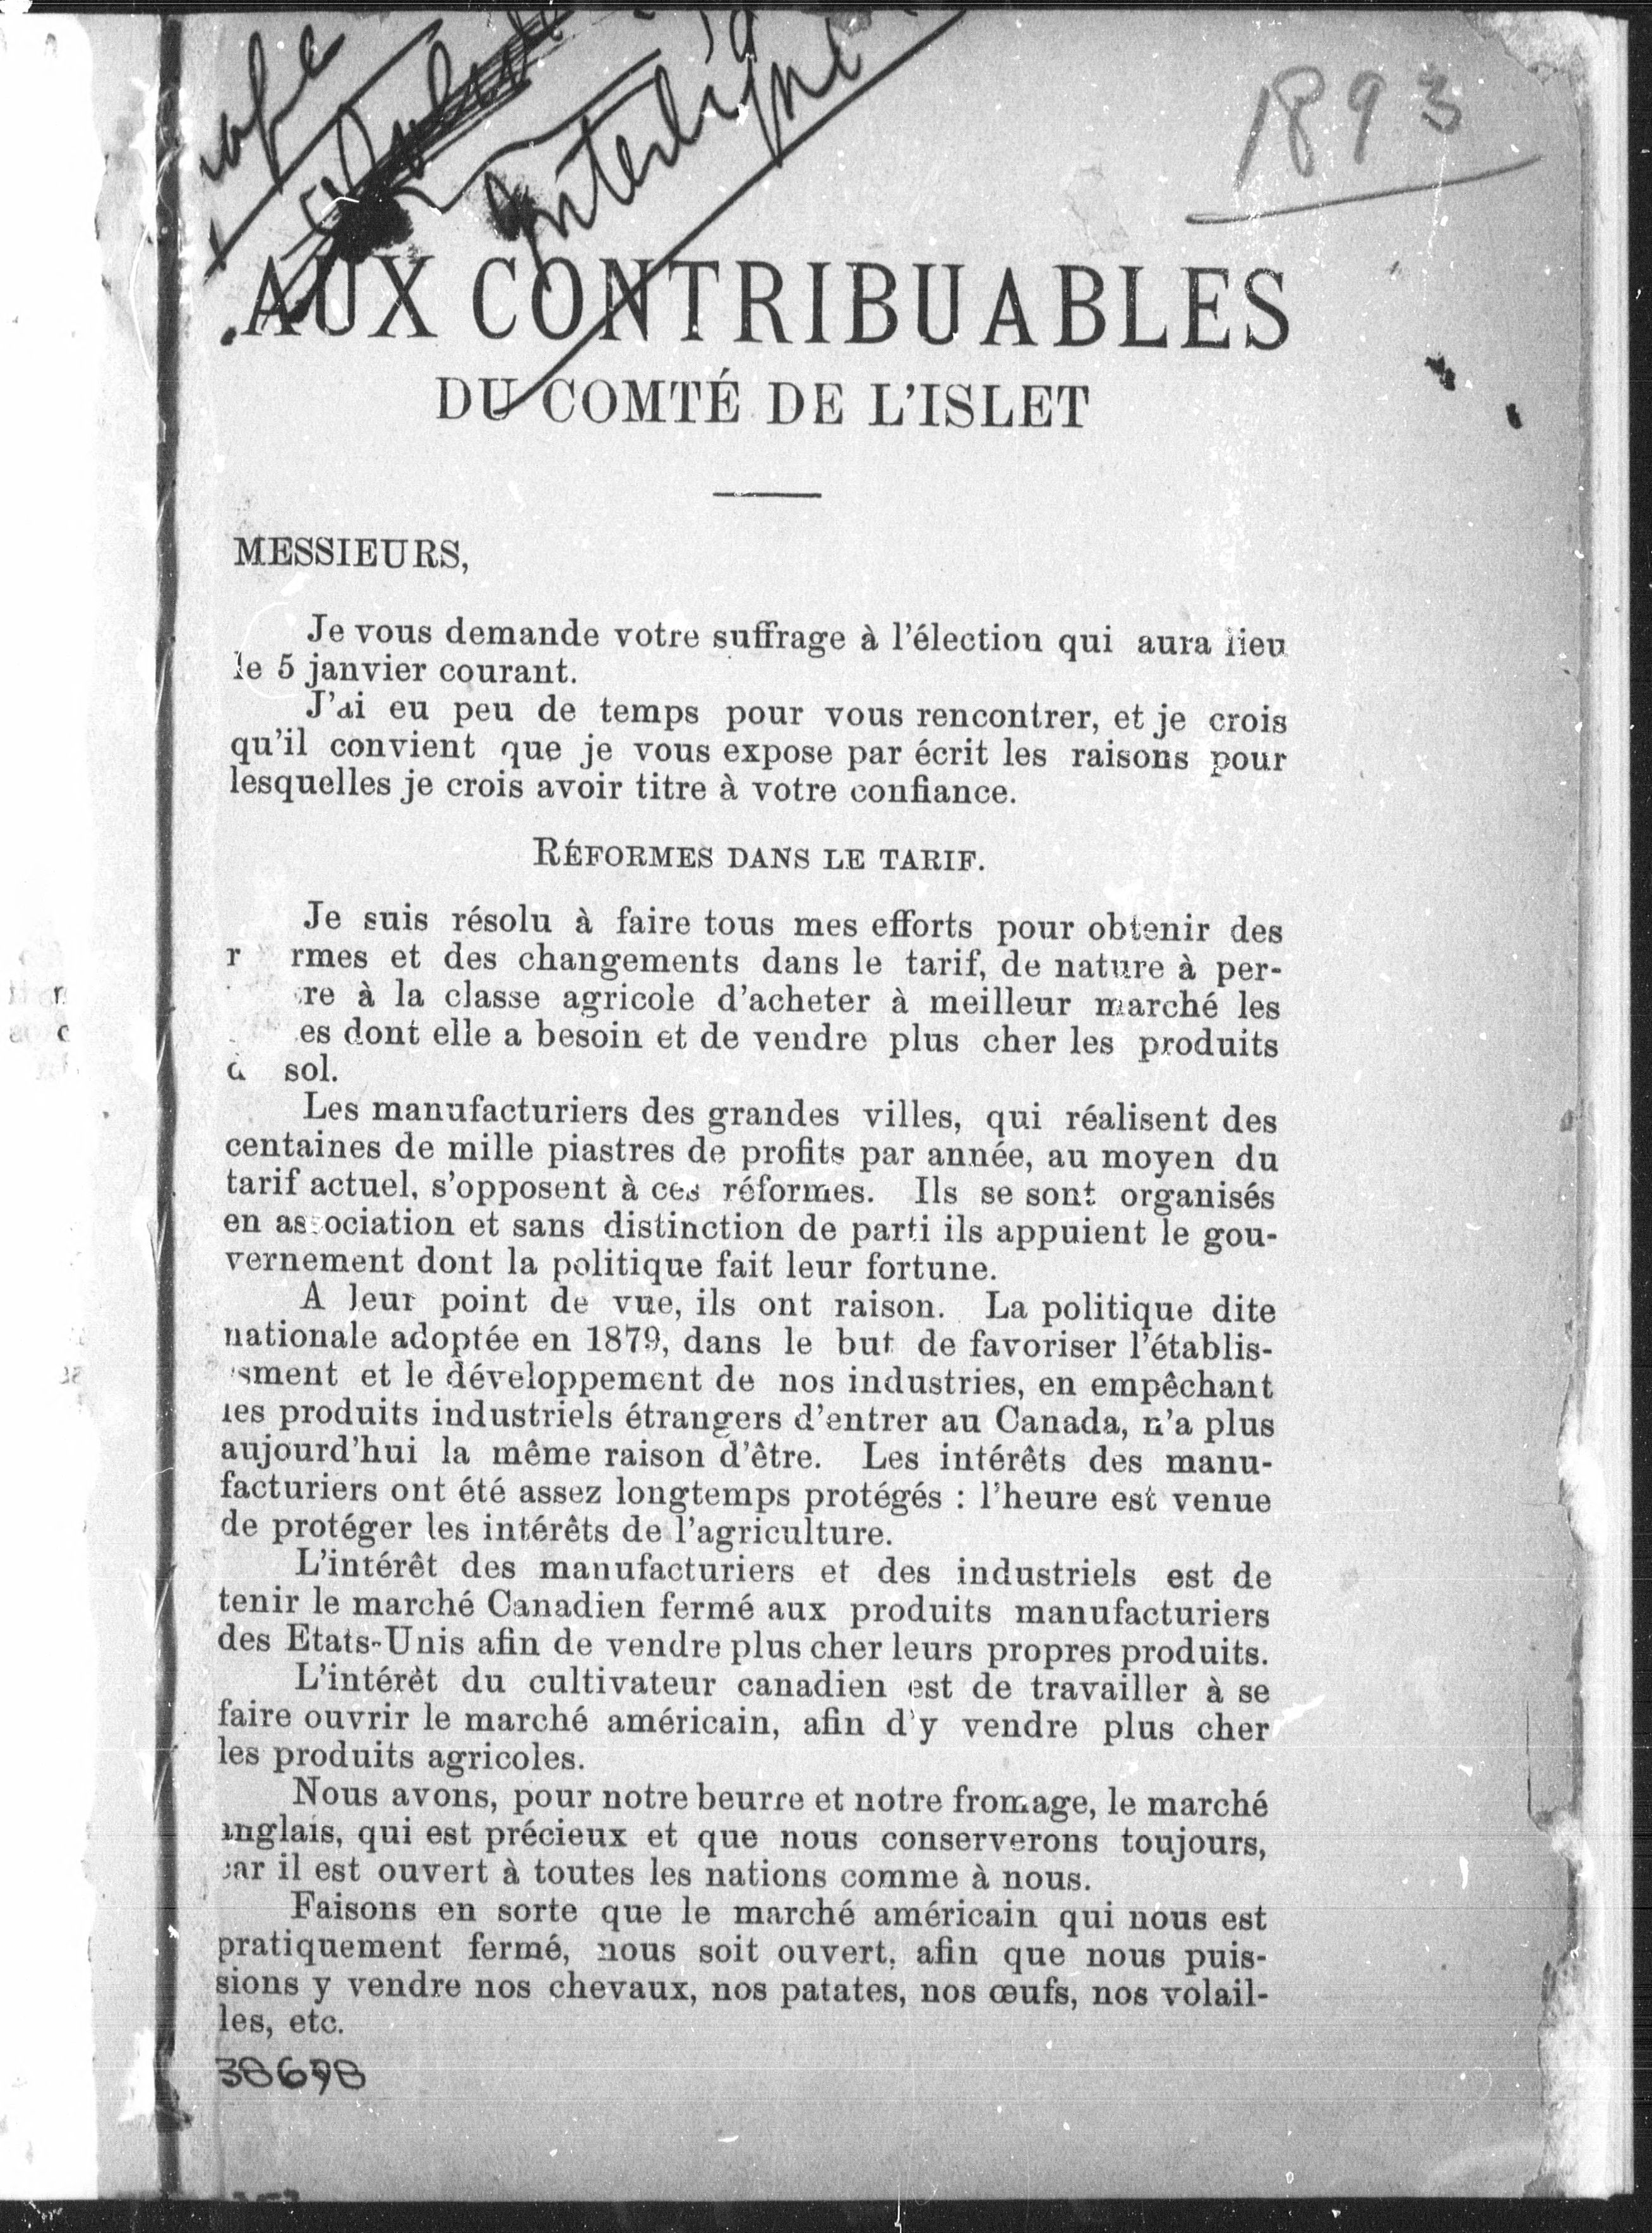 Interligné
1893
AUX CONTRIBUABLES
DU COMTÉ DE L'ISLET
MESSIEURS,
Je vous demande votre suffrage à l'élection qui aura lieu
le 5 janvier courant.
J'ai eu peu de temps pour vous rencontrer, et je crois
qu'il convient que je vous expose par écrit les raisons pour
lesquelles je crois avoir titre à votre confiance.
RÉFORMES DANS LE TARIF.
Je suis résolu à faire tous mes efforts pour obtenir des
r rmes et des changements dans le tarif, de nature à per-
re à la classe agricole d'acheter à meilleur marché les
es dont elle a besoin et de vendre plus cher les produits
d sol.
Les manufacturiers des grandes villes, qui réalisent des
centaines de mille piastres de profits par année, au moyen du
tarif actuel, s'opposent à ces réformes. Ils se sont organisés
en association et sans distinction de parti ils appuient le gou-
vernement dont la politique fait leur fortune.
A leur point de vue, ils ont raison. La politique dite
nationale adoptée en 1879, dans le but de favoriser l'établis-
sment et le développement de nos industries, en empêchant
les produits industriels étrangers d'entrer au Canada, n'a plus
aujourd'hui la même raison d'être. Les intérêts des manu-
facturiers ont été assez longtemps protégés : l'heure est venue
de protéger les intérêts de l'agriculture.
L'intérêt des manufacturiers et des industriels est de
tenir le marché Canadien fermé aux produits manufacturiers
des Etats-Unis afin de vendre plus cher leurs propres produits.
L'intérêt du cultivateur canadien est de travailler à se
faire ouvrir le marché américain, afin d'y vendre plus cher
les produits agricoles.
Nous avons, pour notre beurre et notre fromage, le marché
anglais, qui est précieux et que nous conserverons toujours,
car il est ouvert à toutes les nations comme à nous.
Faisons en sorte que le marché américain qui nous est
pratiquement fermé, nous soit ouvert, afin que nous puis-
sions y vendre nos chevaux, nos patates, nos œufs, nos volail-
les, etc.
38698